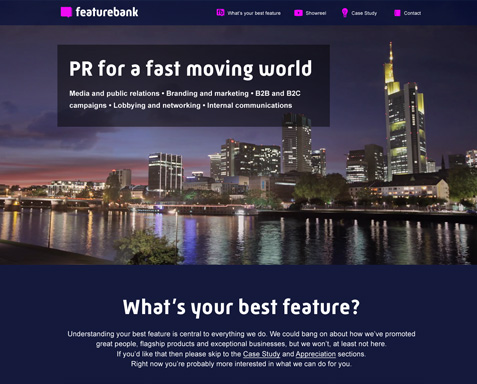 featurebank
What's your best feature
Showreel
Case Study
Contact
PR for a fast moving world
Media and public relations • Branding and marketing • B2B and B2C
campaigns • Lobbying and networking • Internal communications
What's your best feature?
Understanding your best feature is central to everything we do. We could bang on about how we've promoted
great people, flagship products and exceptional businesses, but we won't, at least not here.
If you'd like that then please skip to the Case Study and Appreciation sections.
Right now you're probably more interested in what we can do for you.